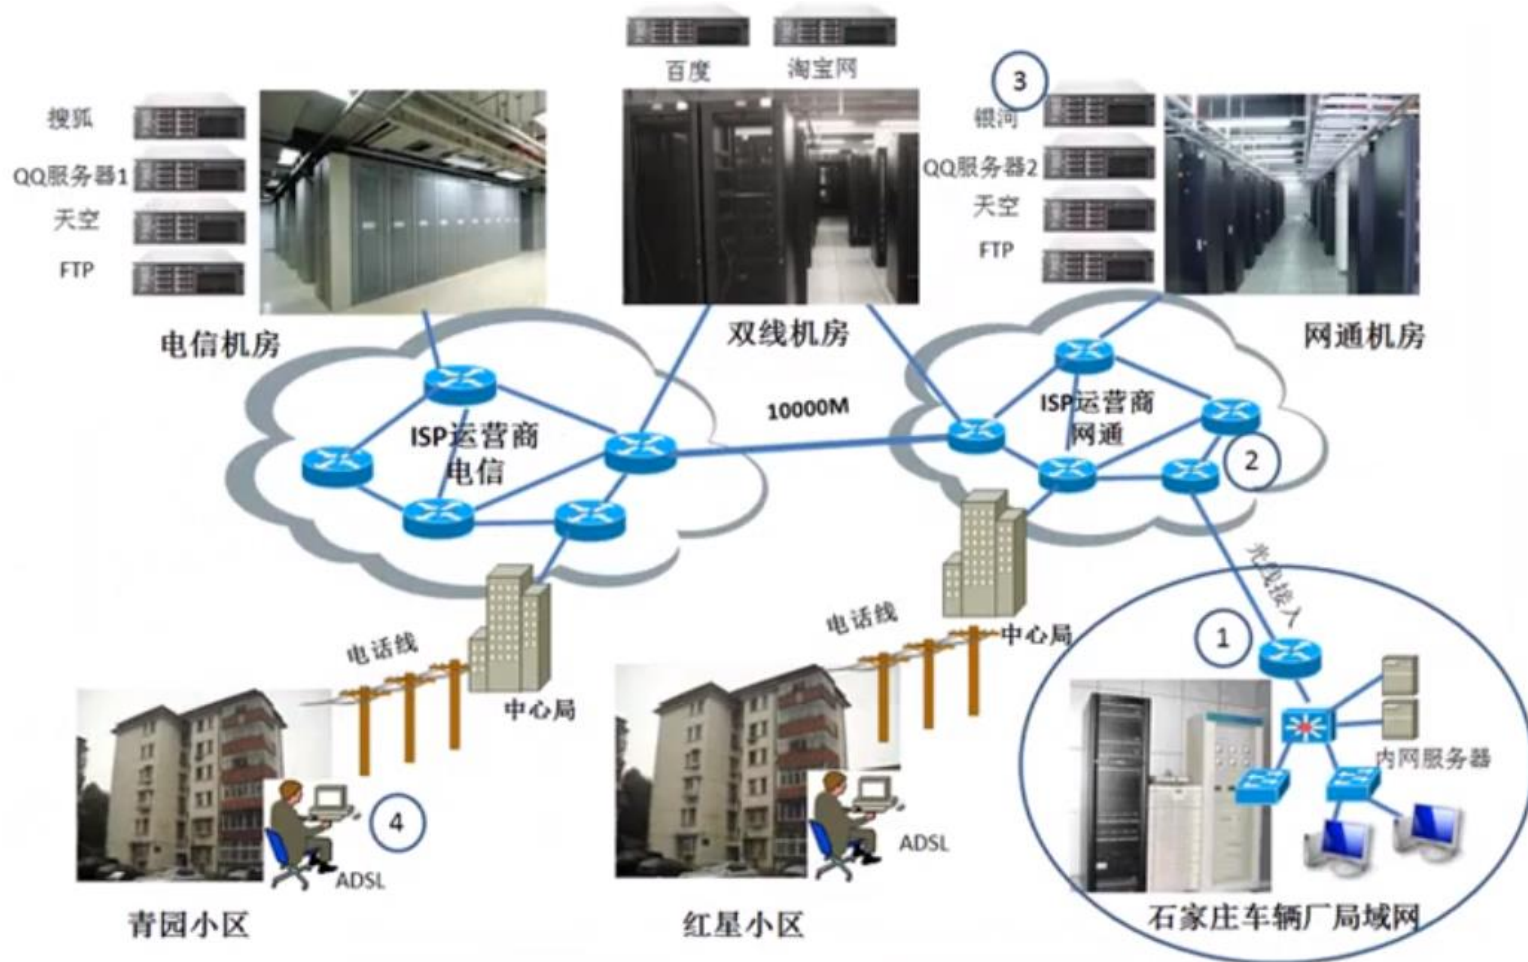 百度
淘宝网
3
搜狐
QQ服务器1
天空
FTP
银河
QQ服务器2
天空
FTP
电信机房
双线机房
网通机房
10000M
ISP运营商
电信
ISP运营商
网通
2
光线接入
1
电话线
中心局
电话线
中心局
内网服务器
4
ADSL
ADSL
青园小区
红星小区
石家庄车辆厂局域网